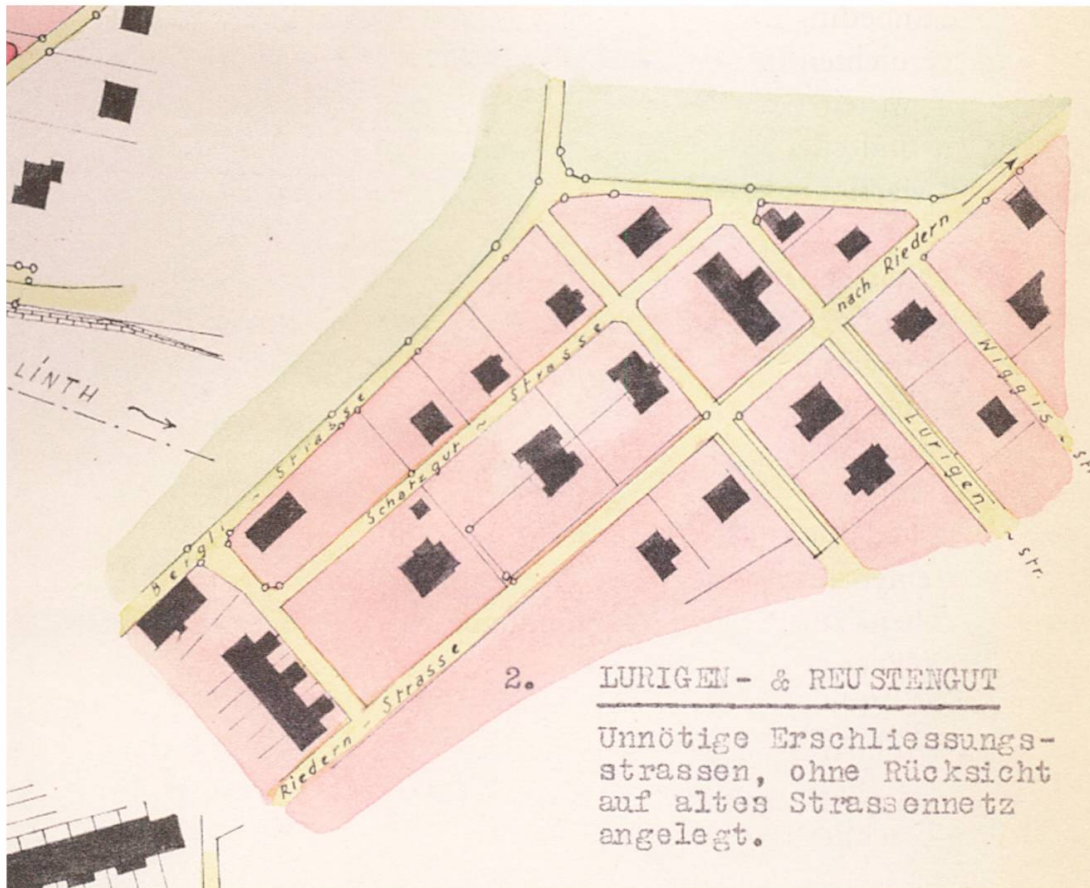 nach Riedern
Wiggis - str.
LINTH
Bergli - Strasse
Schatzgut - Strasse
Lurigen - str.
Riedern - Strasse
2. LURIGEN- & REUSTENGUT
Unnötige Erschliessungs-
strassen, ohne Rücksicht
auf altes Strassennetz
angelegt.